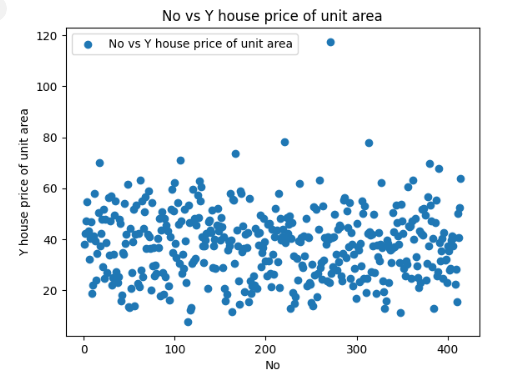 No vs Y house price of unit area
No vs Y house price of unit area
120
100
80
60
40
20
Y house price of unit area
0 100 200 300 400
No